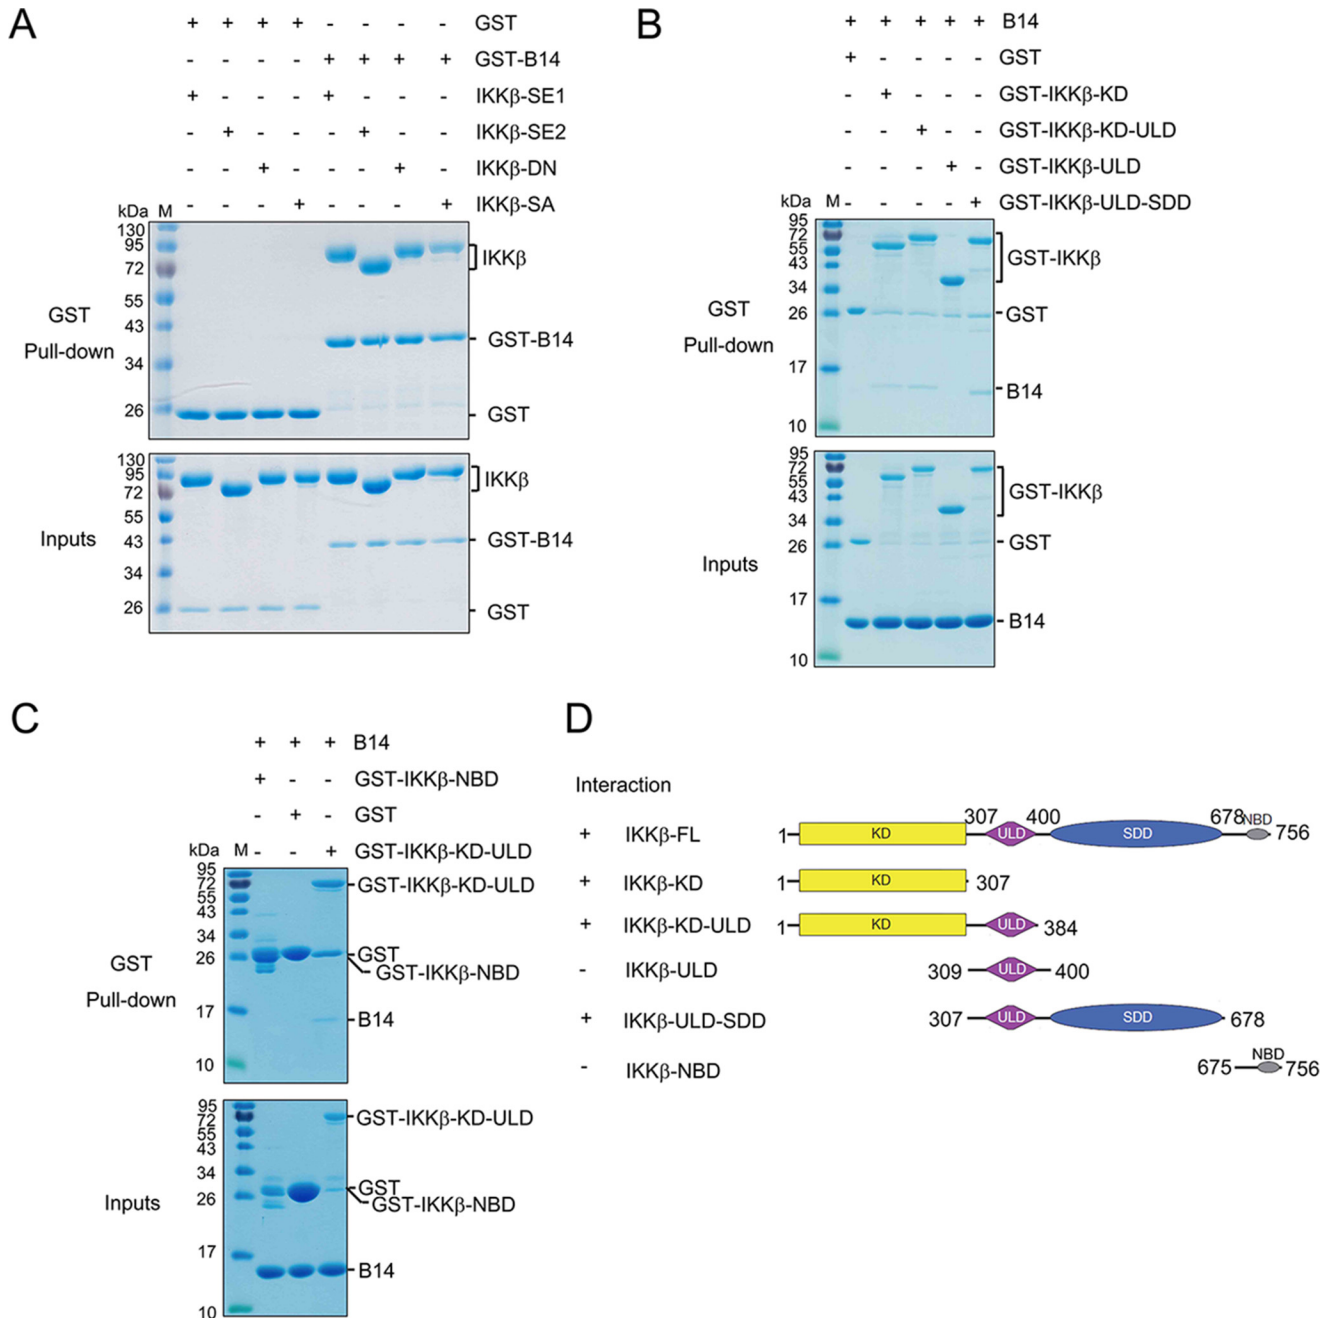 A
+ + + + - - - - GST
- - - - + + + + GST-B14
+ - - - + - - - IKKβ-SE1
- + - - - + - - IKKβ-SE2
- - + - - - + - IKKβ-DN
- - - + - - - + IKKβ-SA
kDa M
130
95
72
55
43
34
26
GST
Pull-down
IKKβ
GST-B14
GST
130
95
72
55
43
34
26
Inputs
IKKβ
GST-B14
GST
B
+ + + + + B14
+ - - - - GST
- + - - - GST-IKKβ-KD
- - + - - GST-IKKβ-KD-ULD
- - - + - GST-IKKβ-ULD
kDa M - - - - + GST-IKKβ-ULD-SDD
95
72
55
43
34
26
17
10
GST
Pull-down
GST-IKKβ
GST
B14
95
72
55
43
34
26
17
10
Inputs
GST-IKKβ
GST
B14
C
+ + + B14
+ - - GST-IKKβ-NBD
- + - GST
kDa M - - + GST-IKKβ-KD-ULD
95
72
55
43
34
26
17
10
GST
Pull-down
GST-IKKβ-KD-ULD
GST
GST-IKKβ-NBD
B14
95
72
55
43
34
26
17
10
Inputs
GST-IKKβ-KD-ULD
GST
GST-IKKβ-NBD
B14
D
Interaction
307 400 678 NBD
+ IKKβ-FL 1 KD ULD SDD 756
+ IKKβ-KD 1 KD 307
+ IKKβ-KD-ULD 1 KD ULD 384
- IKKβ-ULD 309 ULD 400
+ IKKβ-ULD-SDD 307 ULD SDD 678
- IKKβ-NBD 675 NBD 756